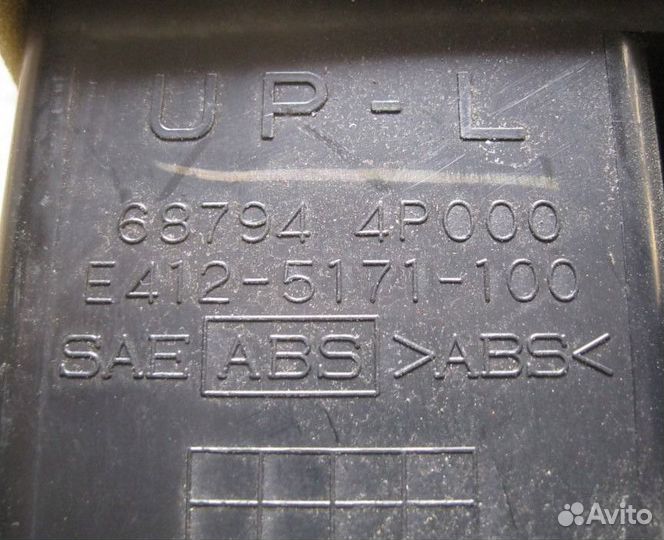 UP-L
68794 4P000
E412-5171-100
SAE ABS >ABS<
Avito